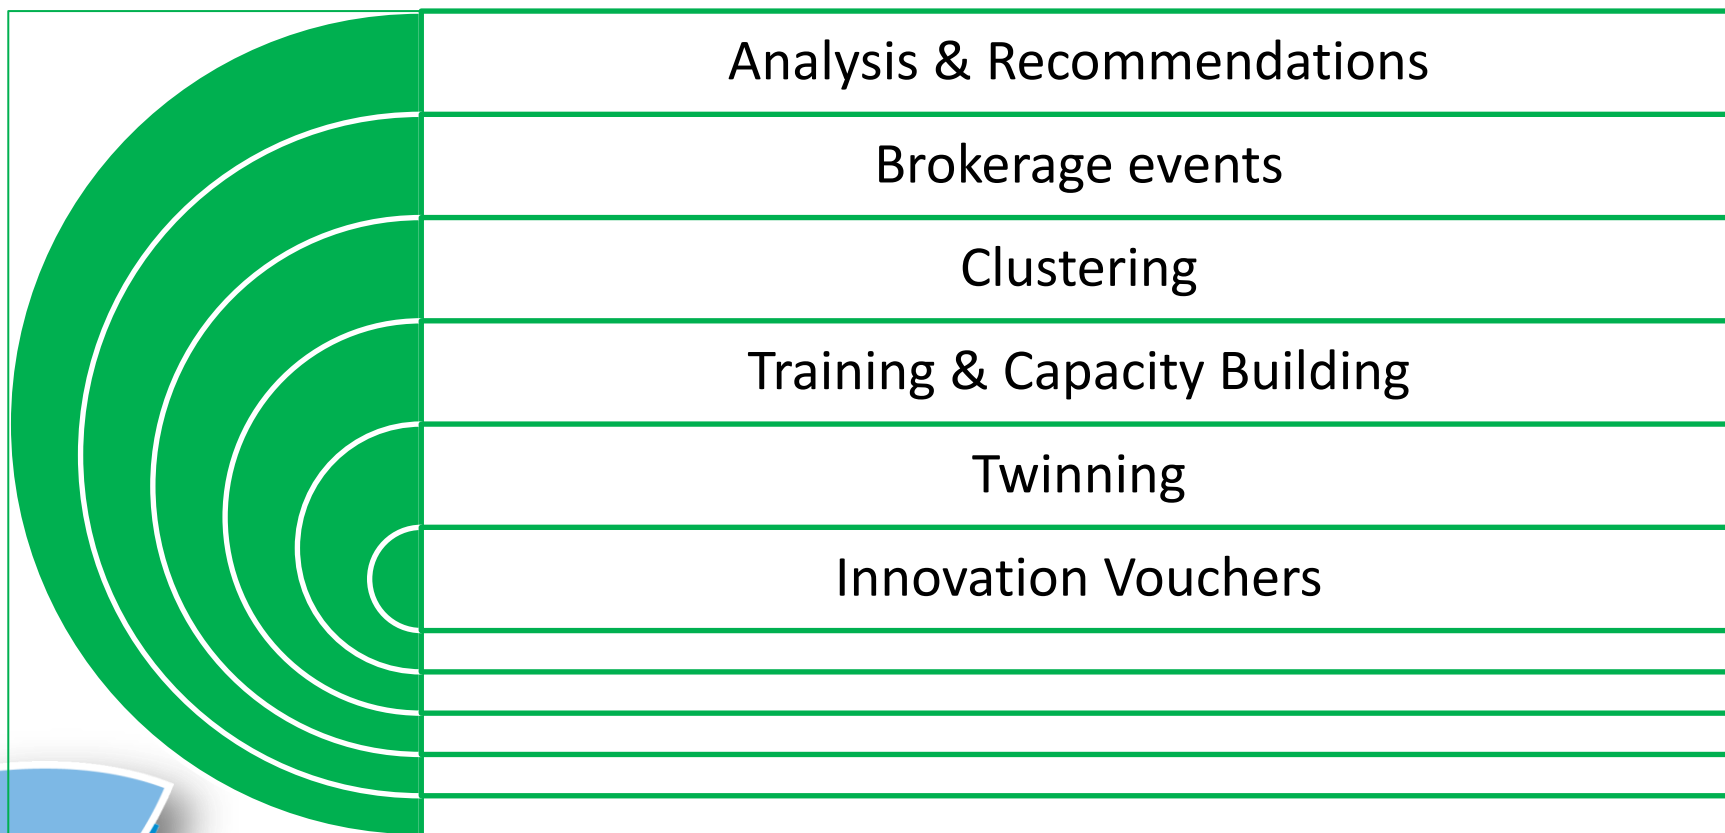 Analysis & Recommendations
Brokerage events
Clustering
Training & Capacity Building
Twinning
Innovation Vouchers